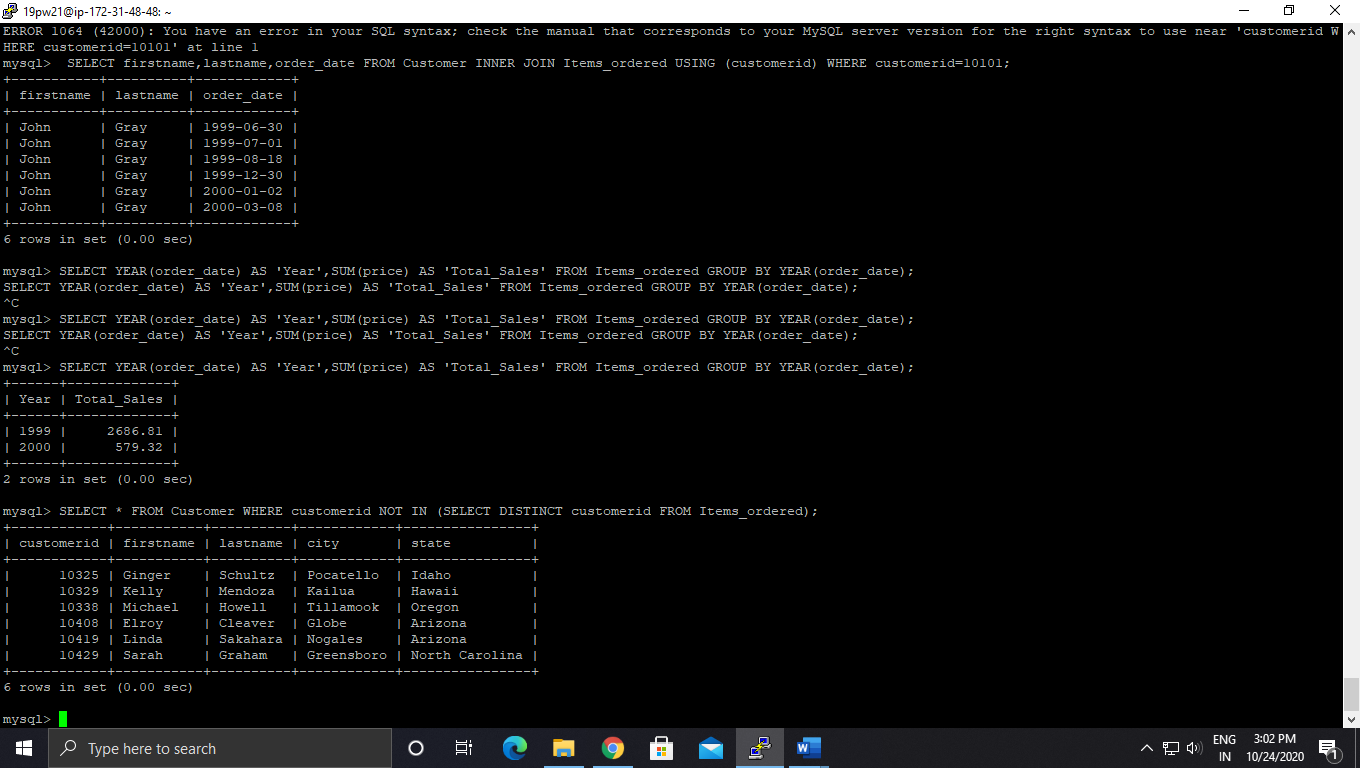 19pw21@ip-172-31-48-48: ~
ERROR 1064 (42000): You have an error in your SQL syntax; check the manual that corresponds to your MySQL server version for the right syntax to use near 'customerid W
HERE customerid=10101' at line 1
mysql>  SELECT firstname,lastname,order_date FROM Customer INNER JOIN Items_ordered USING (customerid) WHERE customerid=10101;
+-----------+----------+------------+
| firstname | lastname | order_date |
+-----------+----------+------------+
| John      | Gray     | 1999-06-30 |
| John      | Gray     | 1999-07-01 |
| John      | Gray     | 1999-08-18 |
| John      | Gray     | 1999-12-30 |
| John      | Gray     | 2000-01-02 |
| John      | Gray     | 2000-03-08 |
+-----------+----------+------------+
6 rows in set (0.00 sec)
mysql> SELECT YEAR(order_date) AS 'Year',SUM(price) AS 'Total_Sales' FROM Items_ordered GROUP BY YEAR(order_date);
SELECT YEAR(order_date) AS 'Year',SUM(price) AS 'Total_Sales' FROM Items_ordered GROUP BY YEAR(order_date);
^C
mysql> SELECT YEAR(order_date) AS 'Year',SUM(price) AS 'Total_Sales' FROM Items_ordered GROUP BY YEAR(order_date);
SELECT YEAR(order_date) AS 'Year',SUM(price) AS 'Total_Sales' FROM Items_ordered GROUP BY YEAR(order_date);
^C
mysql> SELECT YEAR(order_date) AS 'Year',SUM(price) AS 'Total_Sales' FROM Items_ordered GROUP BY YEAR(order_date);
+------+-------------+
| Year | Total_Sales |
+------+-------------+
| 1999 |     2686.81 |
| 2000 |      579.32 |
+------+-------------+
2 rows in set (0.00 sec)
mysql> SELECT * FROM Customer WHERE customerid NOT IN (SELECT DISTINCT customerid FROM Items_ordered);
+------------+-----------+----------+------------+----------------+
| customerid | firstname | lastname | city       | state          |
+------------+-----------+----------+------------+----------------+
|      10325 | Ginger    | Schultz  | Pocatello  | Idaho          |
|      10329 | Kelly     | Mendoza  | Kailua     | Hawaii         |
|      10338 | Michael   | Howell   | Tillamook  | Oregon         |
|      10408 | Elroy     | Cleaver  | Globe      | Arizona        |
|      10419 | Linda     | Sakahara | Nogales    | Arizona        |
|      10429 | Sarah     | Graham   | Greensboro | North Carolina |
+------------+-----------+----------+------------+----------------+
6 rows in set (0.00 sec)
mysql>
Type here to search
W
ENG
IN
3:02 PM
10/24/2020
1